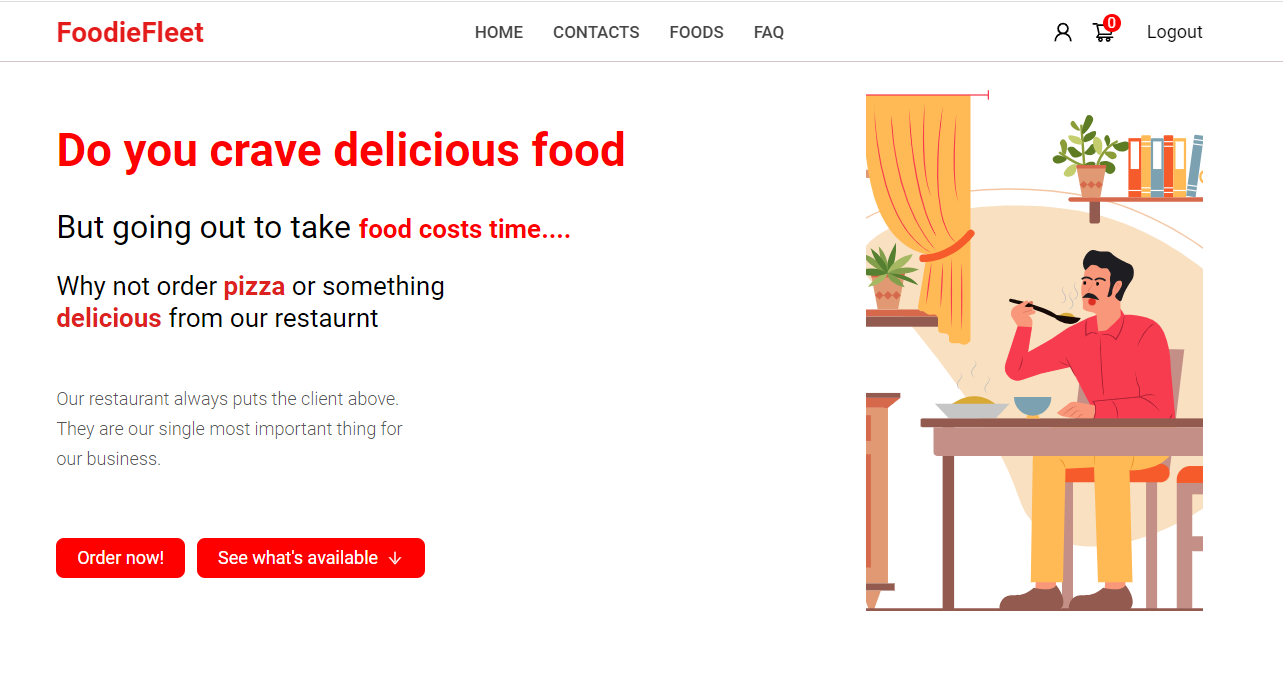 FoodieFleet
HOME CONTACTS FOODS FAQ
0
Logout
Do you crave delicious food
But going out to take food costs time....
Why not order pizza or something
delicious from our restaurnt
Our restaurant always puts the client above.
They are our single most important thing for
our business.
Order now! See what's available ↓